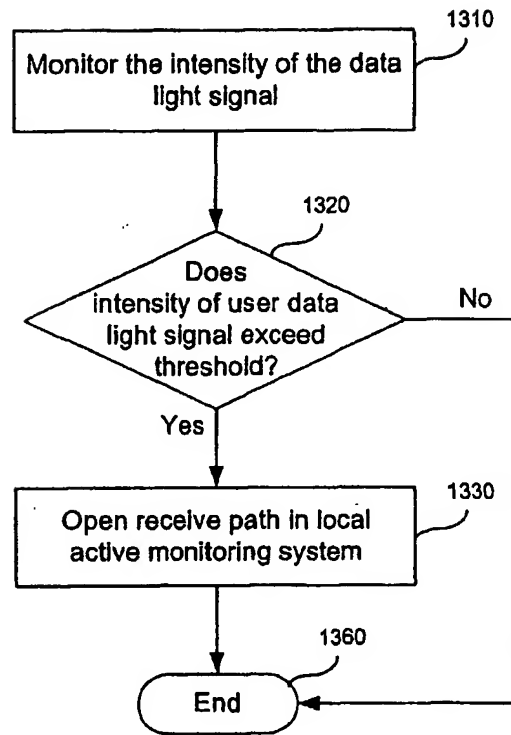 1310
Monitor the intensity of the data
light signal
1320
Does
intensity of user data
light signal exceed
threshold?
No
Yes
1330
Open receive path in local
active monitoring system
1360
End